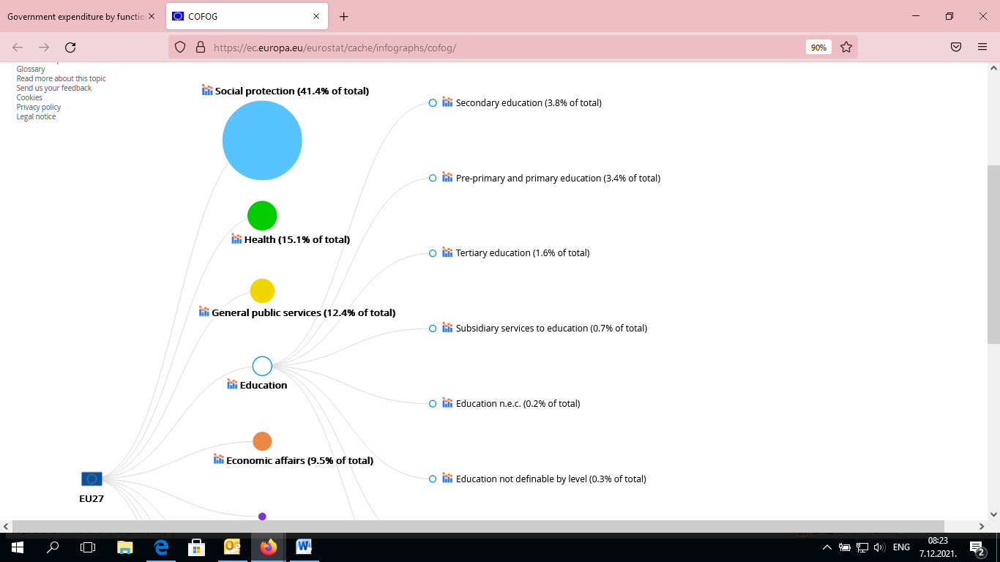 Government expenditure by functio
COFOG
https://ec.europa.eu/eurostat/cache/infographs/cofog/
90%
Glossary
Read more about this topic
Send us your feedback
Cookies
Privacy policy
Legal notice
Social protection (41.4% of total)
Health (15.1% of total)
General public services (12.4% of total)
Education
Economic affairs (9.5% of total)
EU27
Secondary education (3.8% of total)
Pre-primary and primary education (3.4% of total)
Tertiary education (1.6% of total)
Subsidiary services to education (0.7% of total)
Education n.e.c. (0.2% of total)
Education not definable by level (0.3% of total)
ENG
08:23
7.12.2021.
2